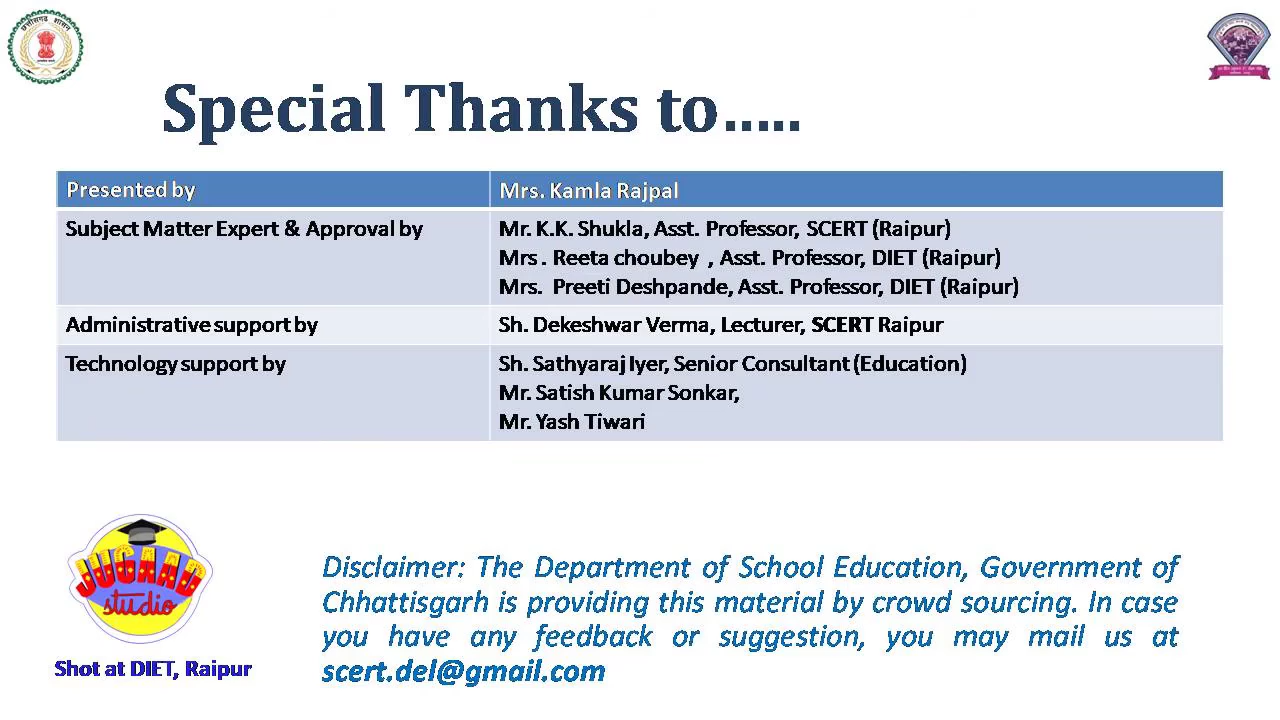 छत्तीसगढ़ शासन
Special Thanks to.....
Presented by
Mrs. Kamla Rajpal
Subject Matter Expert & Approval by
Mr. K.K. Shukla, Asst. Professor, SCERT (Raipur)
Mrs . Reeta choubey , Asst. Professor, DIET (Raipur)
Mrs. Preeti Deshpande, Asst. Professor, DIET (Raipur)
Administrative support by
Sh. Dekeshwar Verma, Lecturer, SCERT Raipur
Technology support by
Sh. Sathyaraj Iyer, Senior Consultant (Education)
Mr. Satish Kumar Sonkar,
Mr. Yash Tiwari
JUGAAD
studio
Shot at DIET, Raipur
Disclaimer: The Department of School Education, Government of
Chhattisgarh is providing this material by crowd sourcing. In case
you have any feedback or suggestion, you may mail us at
scert.del@gmail.com